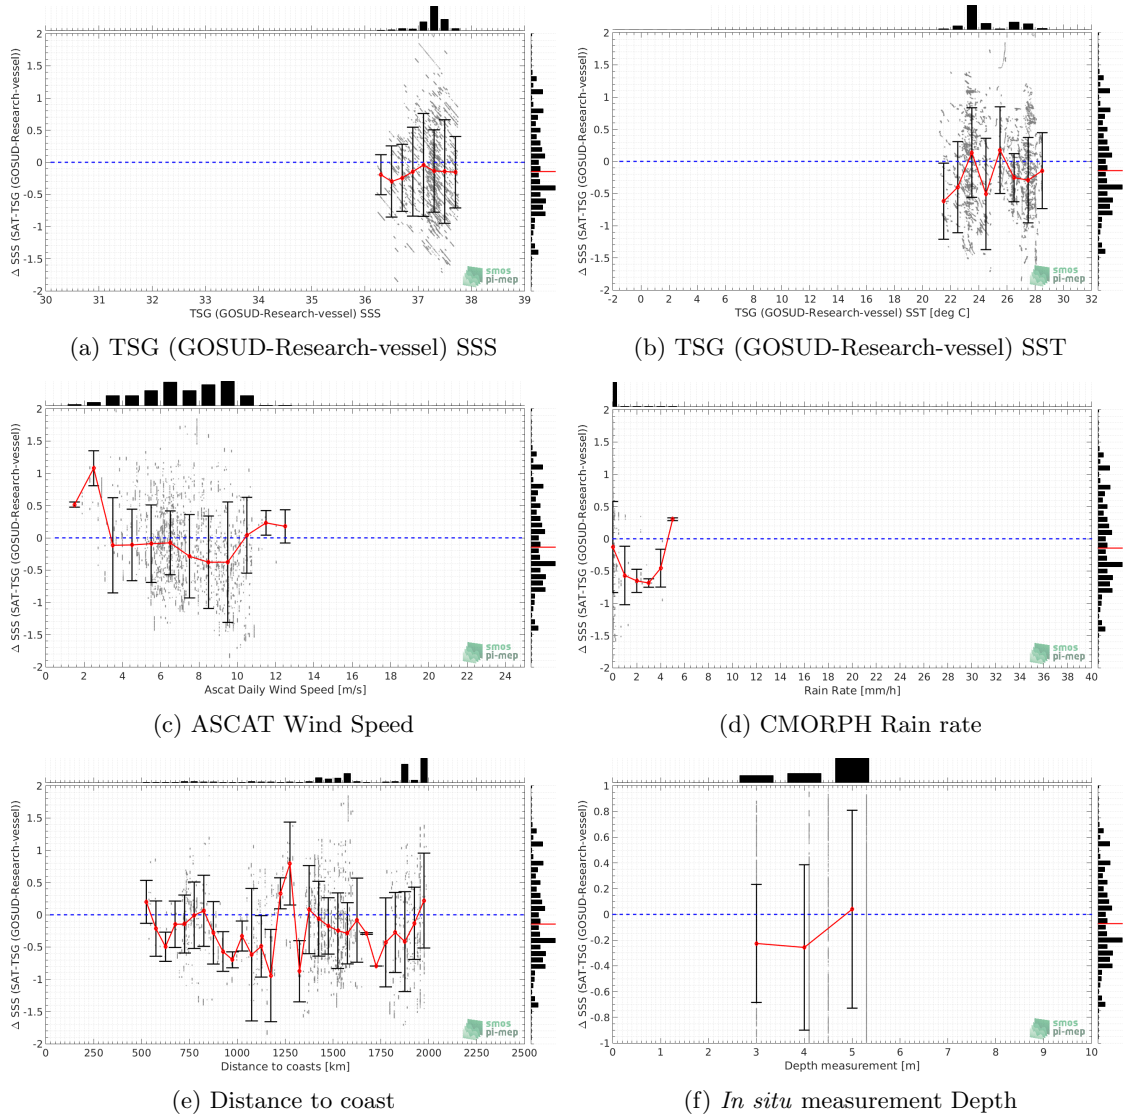 2
1.5
1
0.5
0
-0.5
-1
-1.5
-2
Δ SSS (SAT-TSG (GOSUD-Research-vessel))
30 31 32 33 34 35 36 37 38 39
TSG (GOSUD-Research-vessel) SSS
smos
pi-mep
(a) TSG (GOSUD-Research-vessel) SSS
2
1.5
1
0.5
0
-0.5
-1
-1.5
-2
Δ SSS (SAT-TSG (GOSUD-Research-vessel))
-2 0 2 4 6 8 10 12 14 16 18 20 22 24 26 28 30 32
TSG (GOSUD-Research-vessel) SST [deg C]
smos
pi-mep
(b) TSG (GOSUD-Research-vessel) SST
2
1.5
1
0.5
0
-0.5
-1
-1.5
-2
Δ SSS (SAT-TSG (GOSUD-Research-vessel))
0 2 4 6 8 10 12 14 16 18 20 22 24
Ascat Daily Wind Speed [m/s]
smos
pi-mep
(c) ASCAT Wind Speed
2
1.5
1
0.5
0
-0.5
-1
-1.5
-2
Δ SSS (SAT-TSG (GOSUD-Research-vessel))
0 2 4 6 8 10 12 14 16 18 20 22 24 26 28 30 32 34 36 38 40
Rain Rate [mm/h]
smos
pi-mep
(d) CMORPH Rain rate
2
1.5
1
0.5
0
-0.5
-1
-1.5
-2
Δ SSS (SAT-TSG (GOSUD-Research-vessel))
0 250 500 750 1000 1250 1500 1750 2000 2250 2500
Distance to coasts [km]
smos
pi-mep
(e) Distance to coast
1
0.8
0.6
0.4
0.2
0
-0.2
-0.4
-0.6
-0.8
-1
Δ SSS (SAT-TSG (GOSUD-Research-vessel))
0 1 2 3 4 5 6 7 8 9 10
Depth measurement [m]
smos
pi-mep
(f) In situ measurement Depth